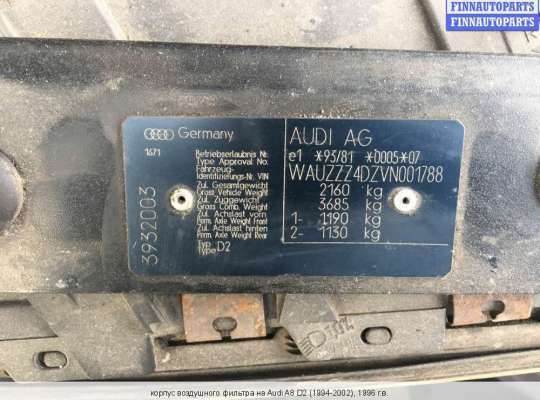 FINNAUTOPARTS
FINNAUTOPARTS
Germany
AUDI AG
1671
Betriebserlaubnis Nr.
Type Approval No.
e1 *93/81 *0005*07
Fahrzeug-
Identifizierungs-Nr. VIN
WAUZZZ4DZVN001788
Zul. Gesamtgewicht
Gross Vehicle Weight
2160 kg
Zul. Zuggewicht
Gross Comb. Weight
3685 kg
Zul. Achslast vorn
Perm. Axle Weight Front
1- 1190 kg
Zul. Achslast hinten
Perm. Axle Weight Rear
2- 1130 kg
Typ
Type D2
3932003
корпус воздушного фильтра на Audi A8 D2 (1994-2002), 1996 г.в.